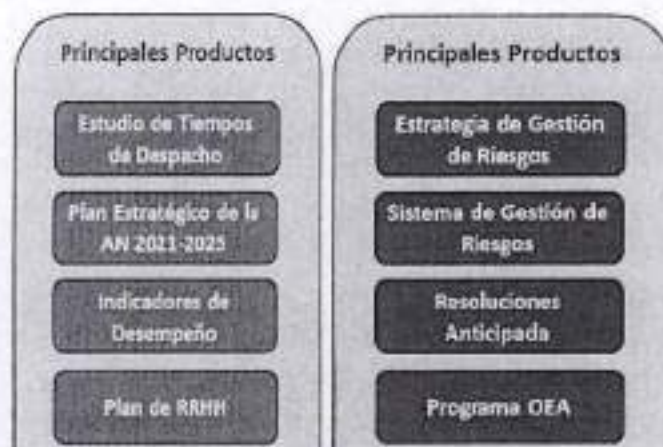 Principales Productos
Estudio de Tiempos
de Despacho
Plan Estratégico de la
AN 2021-2025
Indicadores de
Desempeño
Plan de RRHH
Principales Productos
Estrategia de Gestión
de Riesgos
Sistema de Gestión de
Riesgos
Resoluciones
Anticipada
Programa OEA